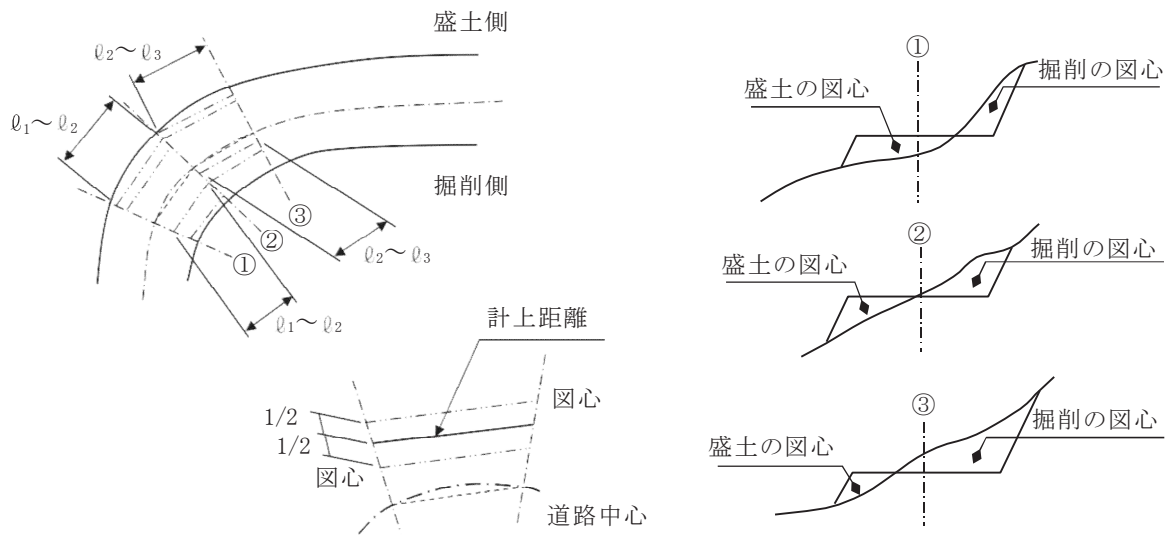 盛土側
ℓ₂～ℓ₃
ℓ₁～ℓ₂
掘削側
③
②
①
ℓ₂～ℓ₃
ℓ₁～ℓ₂
計上距離
1/2
1/2
図心
図心
道路中心
①
盛土の図心
掘削の図心
②
盛土の図心
掘削の図心
③
盛土の図心
掘削の図心